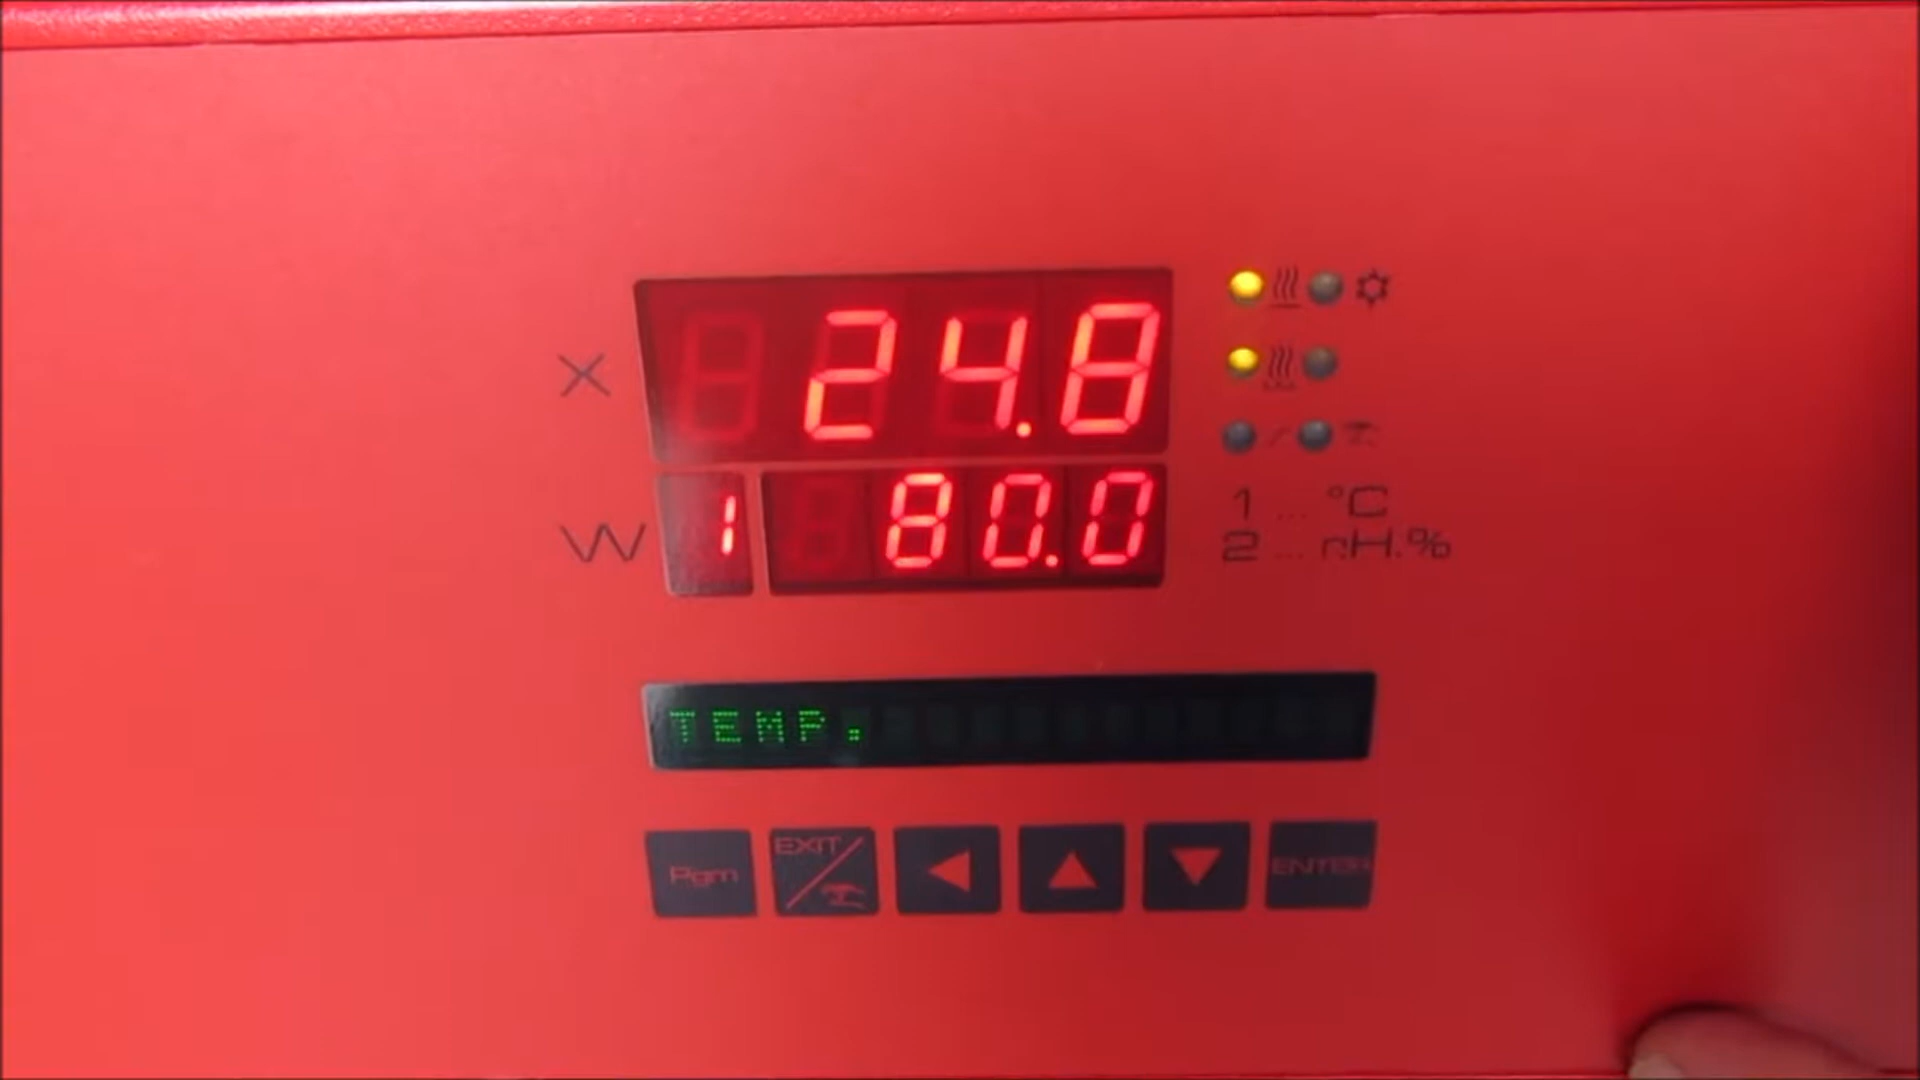 X 24.8
W 1 80.0
1 ... °C
2 ... rH.%
TEMP.
Pgm EXIT ENTER